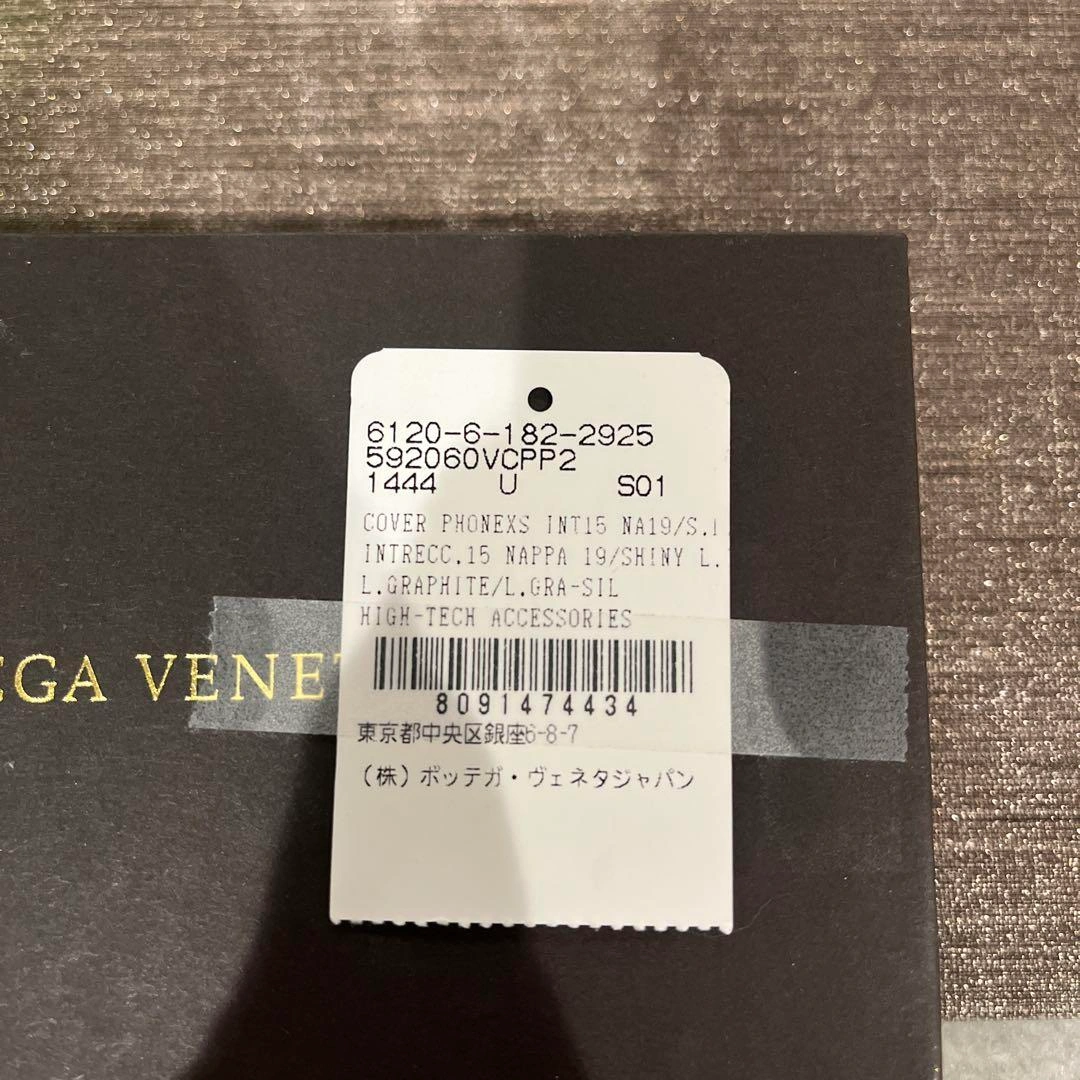 6120-6-182-2925
592060VCPP2
1444 U S01
COVER PHONEXS INT15 NA19/S.
INTRECC.15 NAPPA 19/SHINY L.
L.GRAPHITE/L.GRA-SIL
HIGH-TECH ACCESSORIES
EGA VENET
8091474434
東京都中央区銀座6-8-7
(株)ボッテガ・ヴェネタジャパン